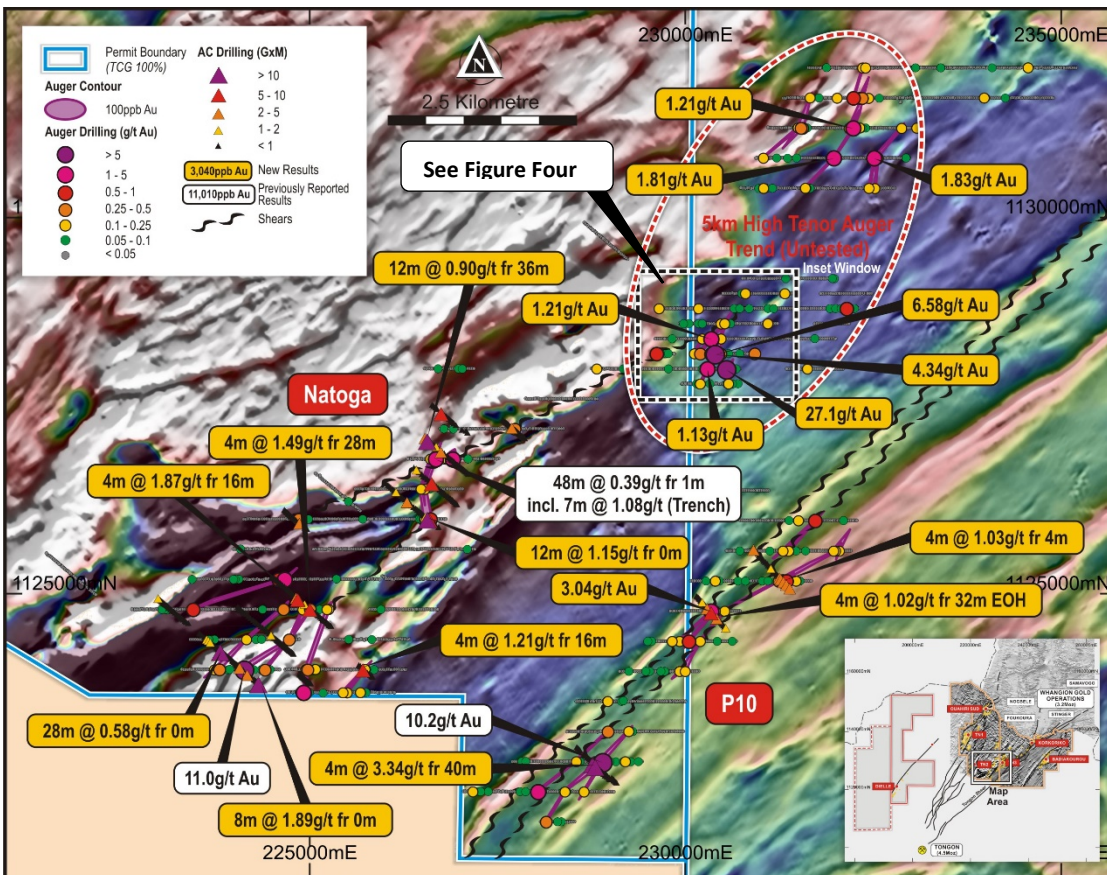 230000mE
235000mE
Permit Boundary
(TCG 100%)
Auger Contour
100ppb Au
Auger Drilling (g/t Au)
> 5
1 - 5
0.5 - 1
0.25 - 0.5
0.1 - 0.25
0.05 - 0.1
< 0.05
AC Drilling (GxM)
> 10
5 - 10
2 - 5
1 - 2
< 1
3,040ppb Au
New Results
11,010ppb Au
Previously Reported
Results
Shears
N
2.5 Kilometre
See Figure Four
1.21g/t Au
1.81g/t Au
1.83g/t Au
1130000mN
5km High Tenor Auger
Trend (Untested)
Inset Window
12m @ 0.90g/t fr 36m
1.21g/t Au
6.58g/t Au
4.34g/t Au
27.1g/t Au
1.13g/t Au
Natoga
4m @ 1.49g/t fr 28m
4m @ 1.87g/t fr 16m
48m @ 0.39g/t fr 1m
incl. 7m @ 1.08g/t (Trench)
12m @ 1.15g/t fr 0m
4m @ 1.03g/t fr 4m
1125000mN
1125000mN
3.04g/t Au
4m @ 1.02g/t fr 32m EOH
4m @ 1.21g/t fr 16m
P10
28m @ 0.58g/t fr 0m
10.2g/t Au
11.0g/t Au
4m @ 3.34g/t fr 40m
8m @ 1.89g/t fr 0m
225000mE
230000mE
WHANGION GOLD
OPERATIONS
STINGER
Map
Area
TONGON